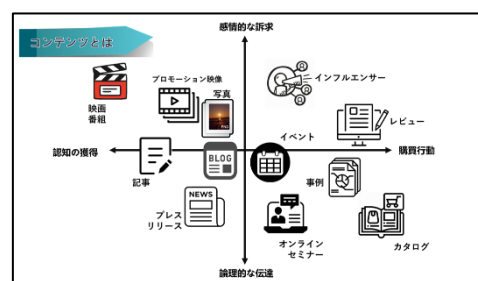 コンテンツとは
感情的な訴求
プロモーション映像
インフルエンサー
写真
映画
番組
レビュー
イベント
認知の獲得
購買行動
BLOG
記事
事例
NEWS
プレス
リリース
オンライン
セミナー
カタログ
論理的な伝達